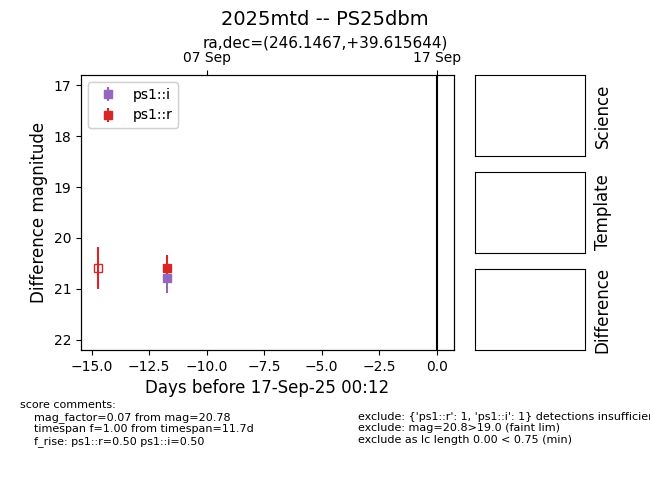 2025mtd -- PS25dbm
ra,dec=(246.1467,+39.615644)
07 Sep
17 Sep
ps1::i
ps1::r
17
18
19
20
21
22
Difference magnitude
−15.0
−12.5
−10.0
−7.5
−5.0
−2.5
0.0
Days before 17-Sep-25 00:12
Science
Template
Difference
score comments:
mag_factor=0.07 from mag=20.78
timespan f=1.00 from timespan=11.7d
f_rise: ps1::r=0.50 ps1::i=0.50
exclude: {'ps1::r': 1, 'ps1::i': 1} detections insufficie
exclude: mag=20.8>19.0 (faint lim)
exclude as lc length 0.00 < 0.75 (min)